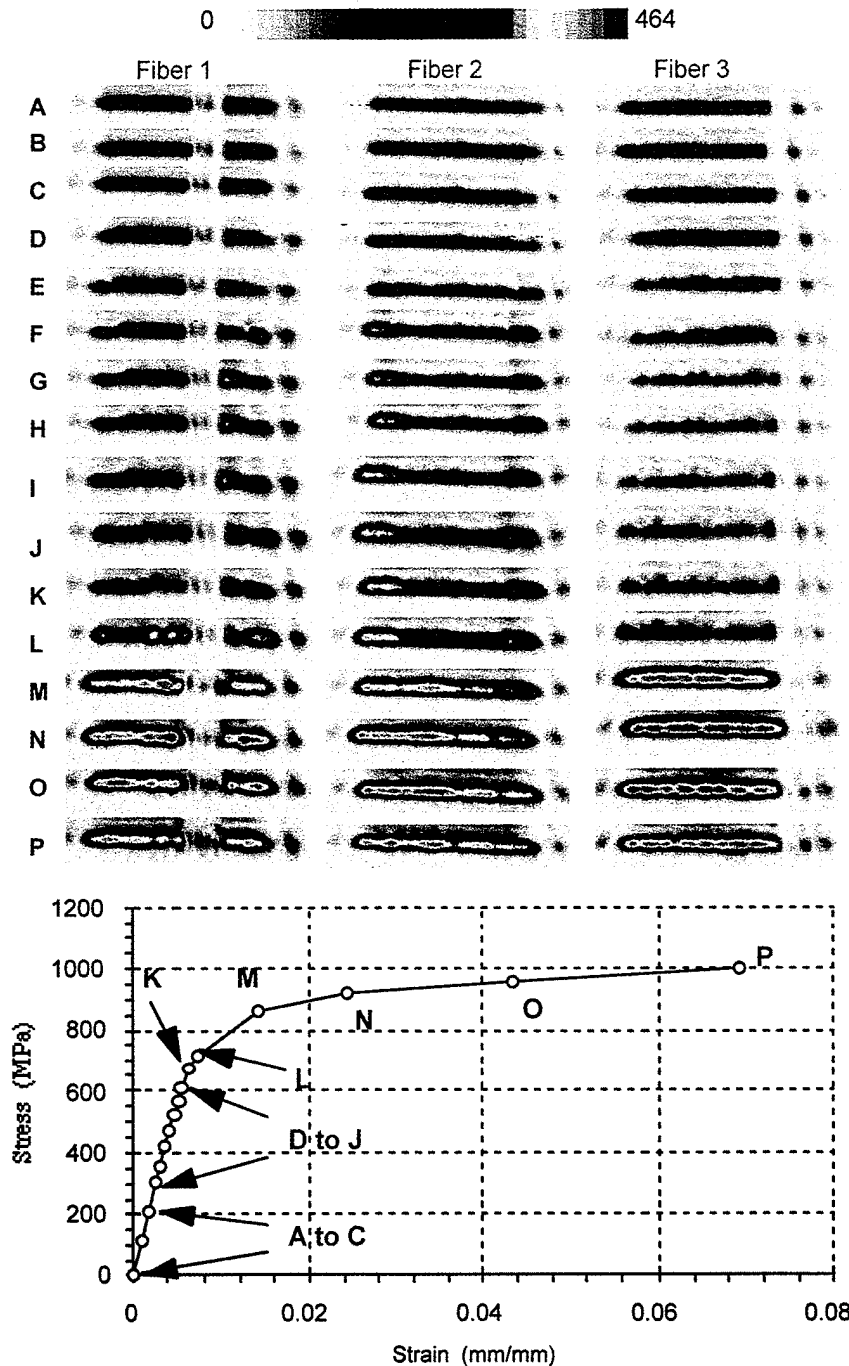 0 464
Fiber 1 Fiber 2 Fiber 3
A
B
C
D
E
F
G
H
I
J
K
L
M
N
O
P
1200
1000
800
600
400
200
0
Stress (MPa)
K
M
P
N
O
L
D to J
A to C
0 0.02 0.04 0.06 0.08
Strain (mm/mm)